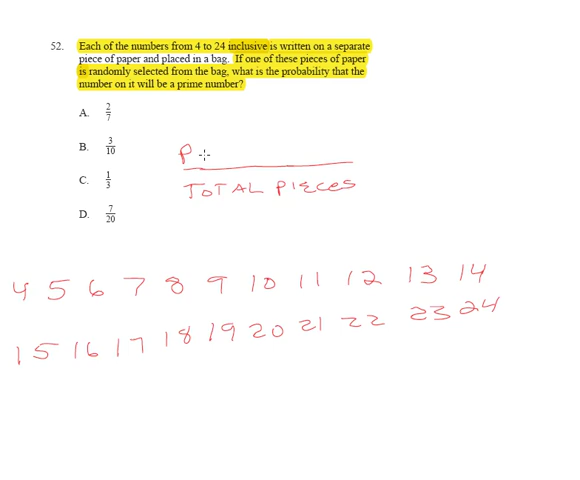 52. Each of the numbers from 4 to 24 inclusive is written on a separate
piece of paper and placed in a bag. If one of these pieces of paper
is randomly selected from the bag, what is the probability that the
number on it will be a prime number?
A. 2/7
B. 3/10
C. 1/3
D. 7/20
P
TOTAL PIECES
4 5 6 7 8 9 10 11 12 13 14
15 16 17 18 19 20 21 22 23 24